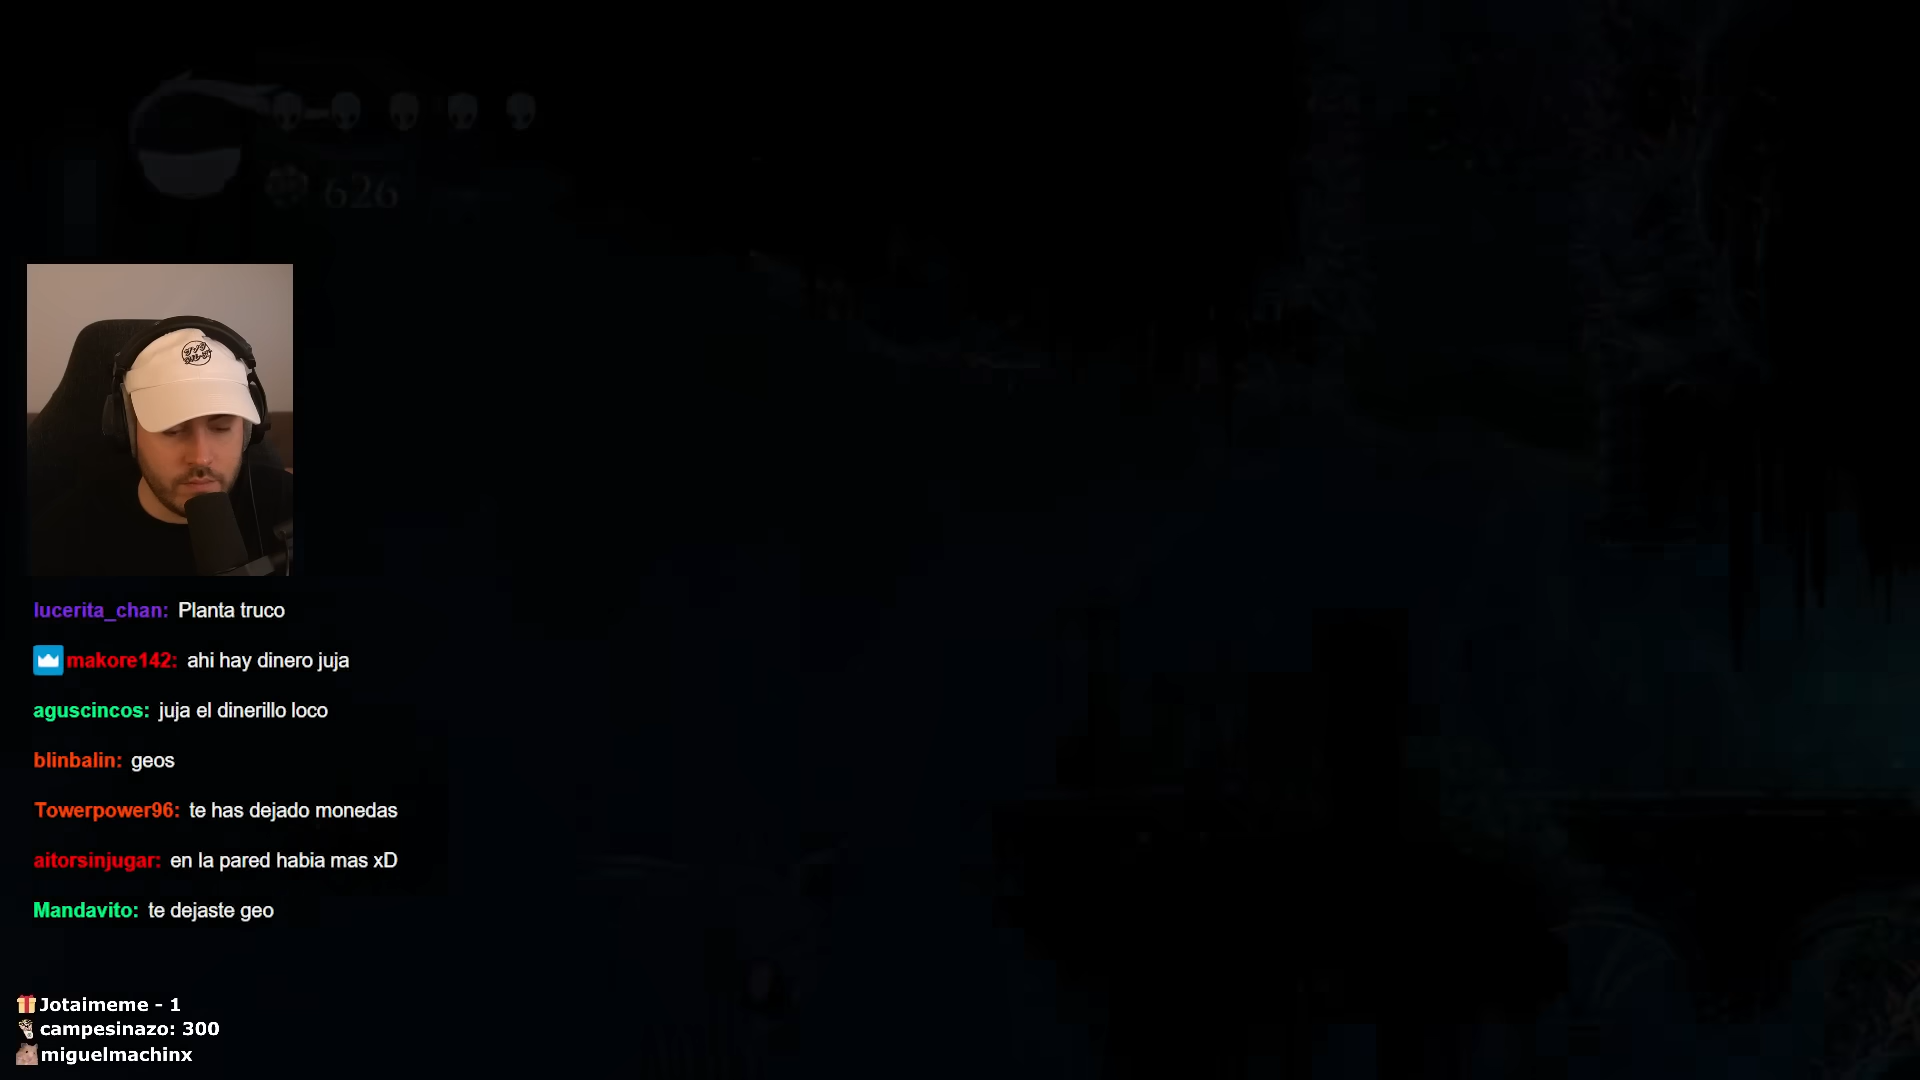 626
lucerita_chan: Planta truco
makore142: ahi hay dinero juja
aguscincos: juja el dinerillo loco
blinbalin: geos
Towerpower96: te has dejado monedas
aitorsinjugar: en la pared habia mas xD
Mandavito: te dejaste geo
Jotaimeme - 1
campesinazo: 300
miguelmachinx